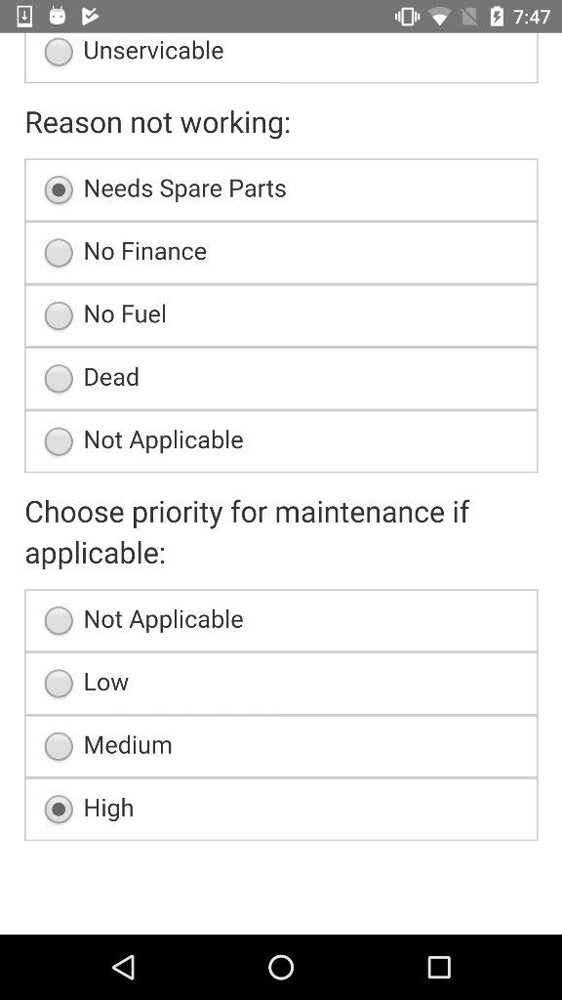 7:47
Unservicable
Reason not working:
Needs Spare Parts
No Finance
No Fuel
Dead
Not Applicable
Choose priority for maintenance if
applicable:
Not Applicable
Low
Medium
High